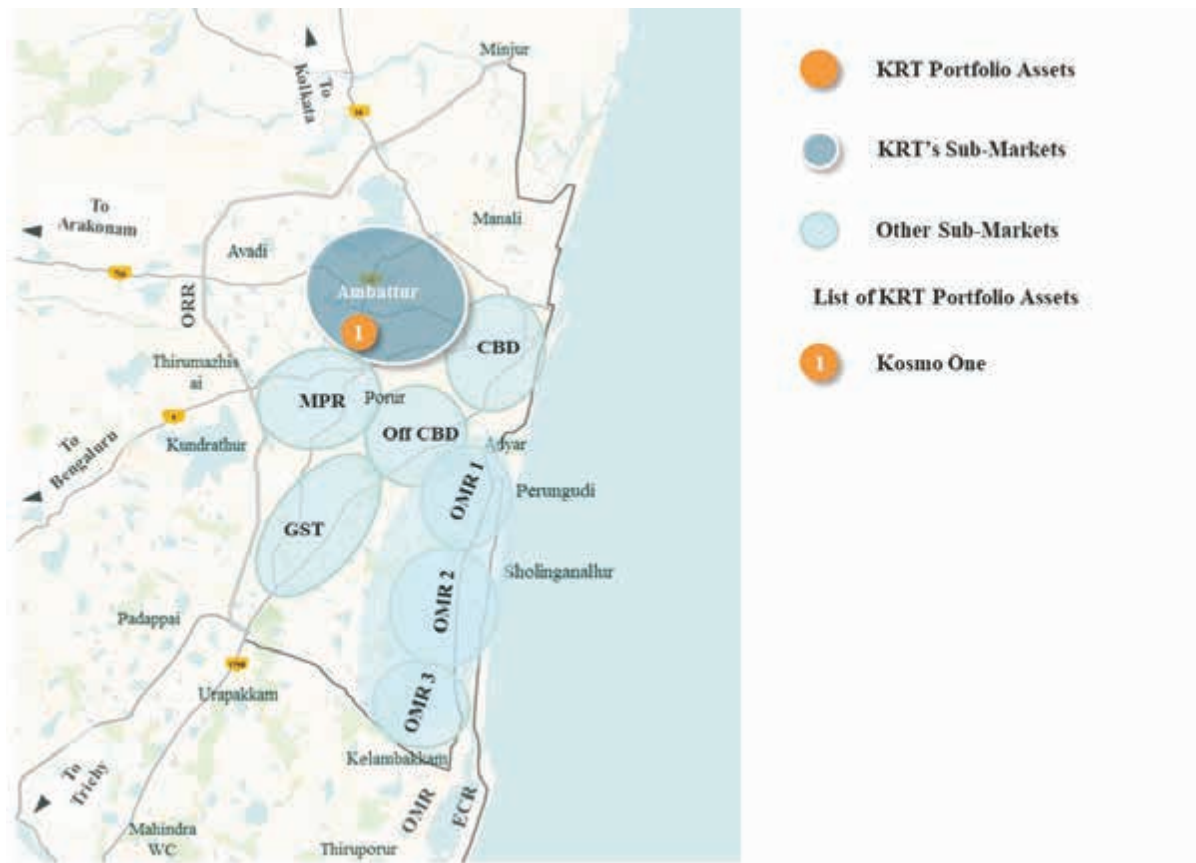 Minjur
To
Kolkata
16
KRT Portfolio Assets
KRT's Sub-Markets
Other Sub-Markets
List of KRT Portfolio Assets
1
Kosmo One
To
Arakonam
Manali
Avadi
Ambattur
1
ORR
CBD
Thirumazhis
ai
MPR
Porur
Off CBD
4
To
Bengaluru
Kundrathur
Adyar
OMR 1
Perungudi
GST
Sholinganallur
OMR 2
Padappai
Urapakkam
OMR 3
Kelambakkam
To
Trichy
OMR
ECR
Mahindra
WC
Thiruporur